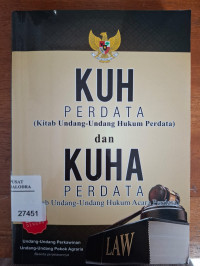 KUH
PERDATA
(Kitab Undang-Undang Hukum Perdata)
dan
KUHA
PERDATA
Undang-Undang Hukum Acara
27451
Undang-Undang Perkawinan
Undang-Undang Pokok Agraria
LAW